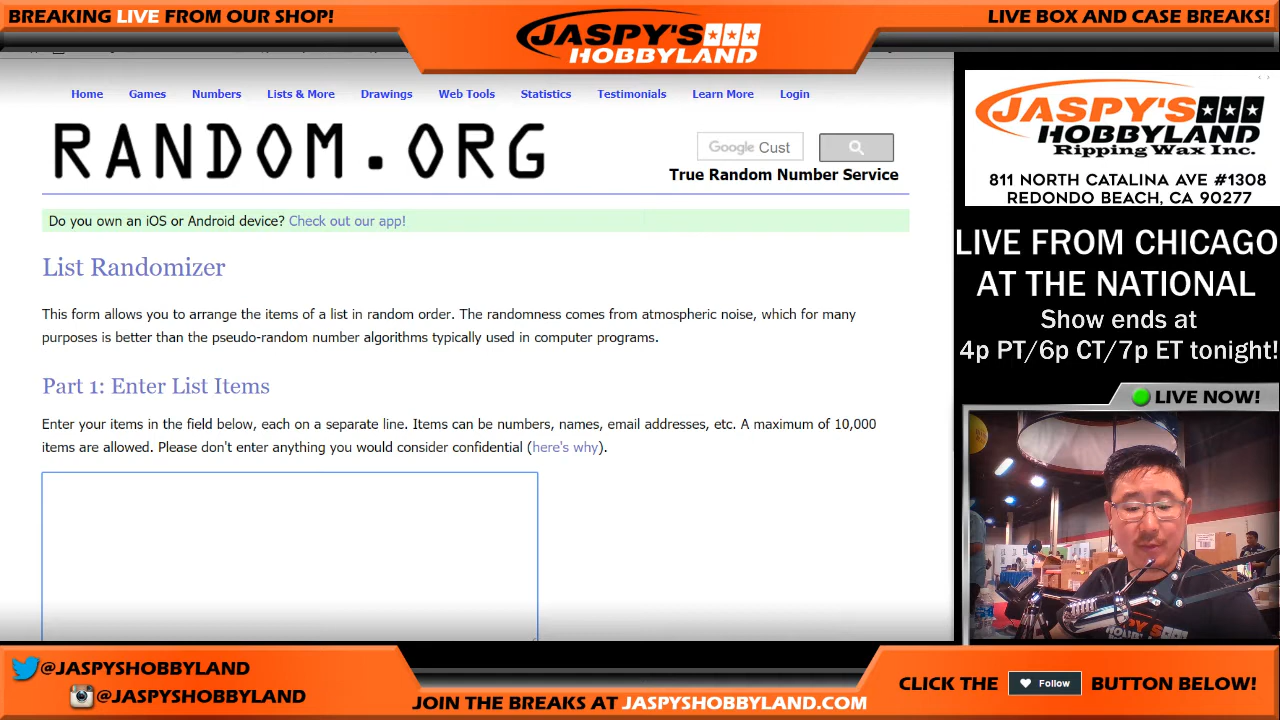 BREAKING LIVE FROM OUR SHOP!
JASPY'S
HOBBYLAND
LIVE BOX AND CASE BREAKS!
Home Games Numbers Lists & More Drawings Web Tools Statistics Testimonials Learn More Login
RANDOM.ORG
Google Cust
True Random Number Service
Do you own an iOS or Android device? Check out our app!
List Randomizer
This form allows you to arrange the items of a list in random order. The randomness comes from atmospheric noise, which for many
purposes is better than the pseudo-random number algorithms typically used in computer programs.
Part 1: Enter List Items
Enter your items in the field below, each on a separate line. Items can be numbers, names, email addresses, etc. A maximum of 10,000
items are allowed. Please don't enter anything you would consider confidential (here's why).
JASPY'S
HOBBYLAND
Ripping Wax Inc.
811 NORTH CATALINA AVE #1308
REDONDO BEACH, CA 90277
LIVE FROM CHICAGO
AT THE NATIONAL
Show ends at
4p PT/6p CT/7p ET tonight!
LIVE NOW!
@JASPYSHOBBYLAND
@JASPYSHOBBYLAND
JOIN THE BREAKS AT JASPYSHOBBYLAND.COM
CLICK THE Follow BUTTON BELOW!